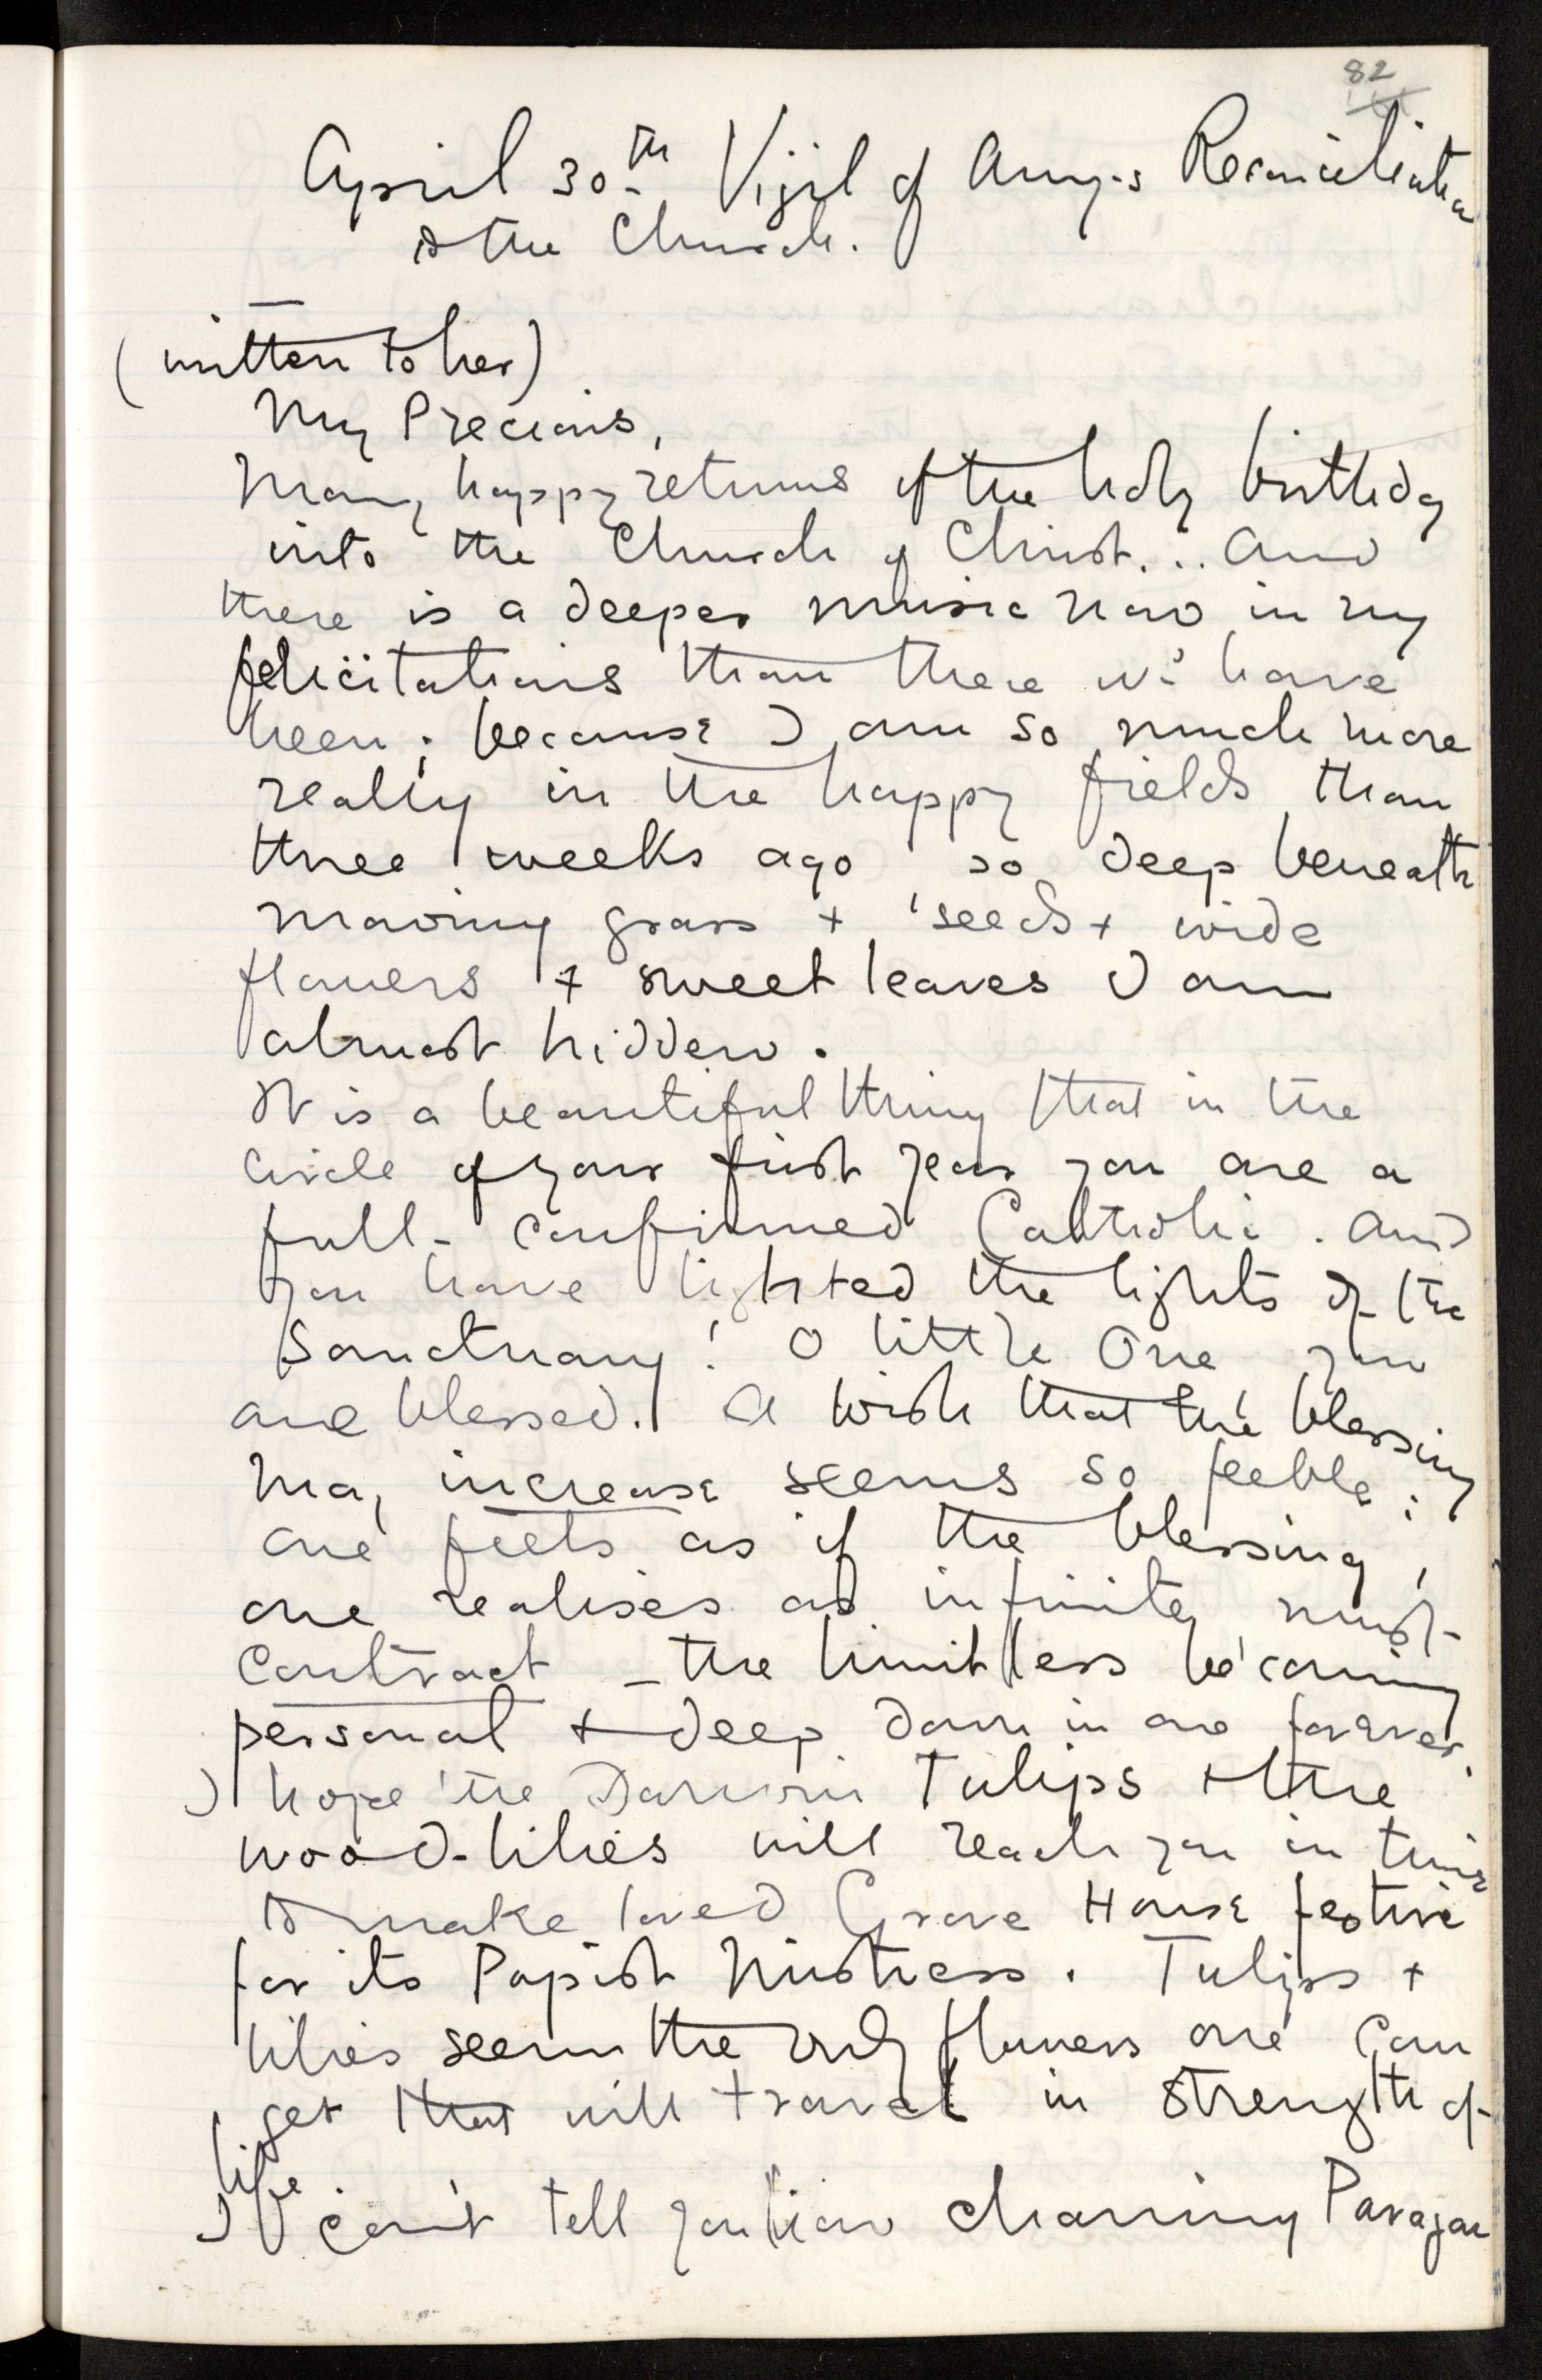 82
April 30th Vigil of Amy's Reconciliation
to the Church.
(written to her)
My Precious,
Many happy returns of the holy birthday
into the Church of Christ... and
there is a deeper music now in my
felicitations than there wd have
been; because I am so much more
really in the happy fields than
three weeks ago, so deep beneath
moving grass + seeds + wide
flowers + sweet leaves I am
almost hidden.
It is a beautiful thing that in the
circle of your first year you are a
full-confirmed Catholic. And
you have lighted the lights of the
Sanctuary! O little One you
are blessed. A wish that the blessing
may increase seems so feeble;
one feels as if the blessing,
one realises as infinity must
contract – the limitless becoming
personal + deep down in one forever.
I hope the Darwin Tulips + the
wood-lilies will reach you in time
to make loved Grove House festive
for its Papist Mistress. Tulips +
lilies seem the only flowers one can
get that will travel in strength of
life
I can't tell you how charming Paragon